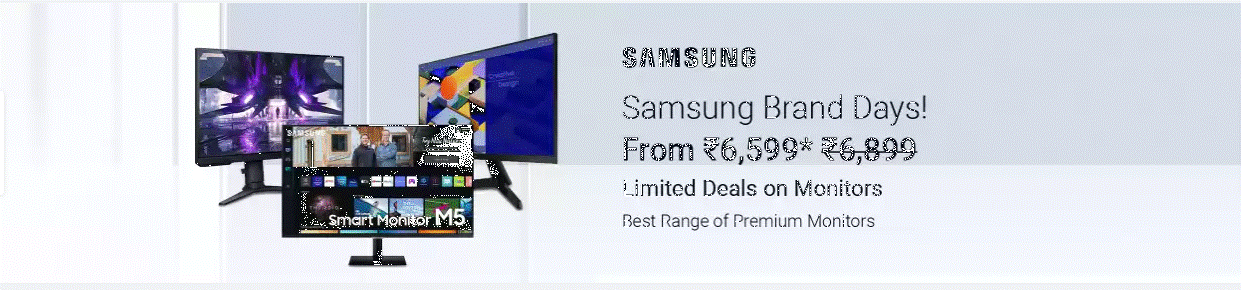 SAMSUNG
Samsung Brand Days!
From ₹6,599* ₹6,899
Limited Deals on Monitors
Best Range of Premium Monitors
SAMSUNG
Smart Monitor M5